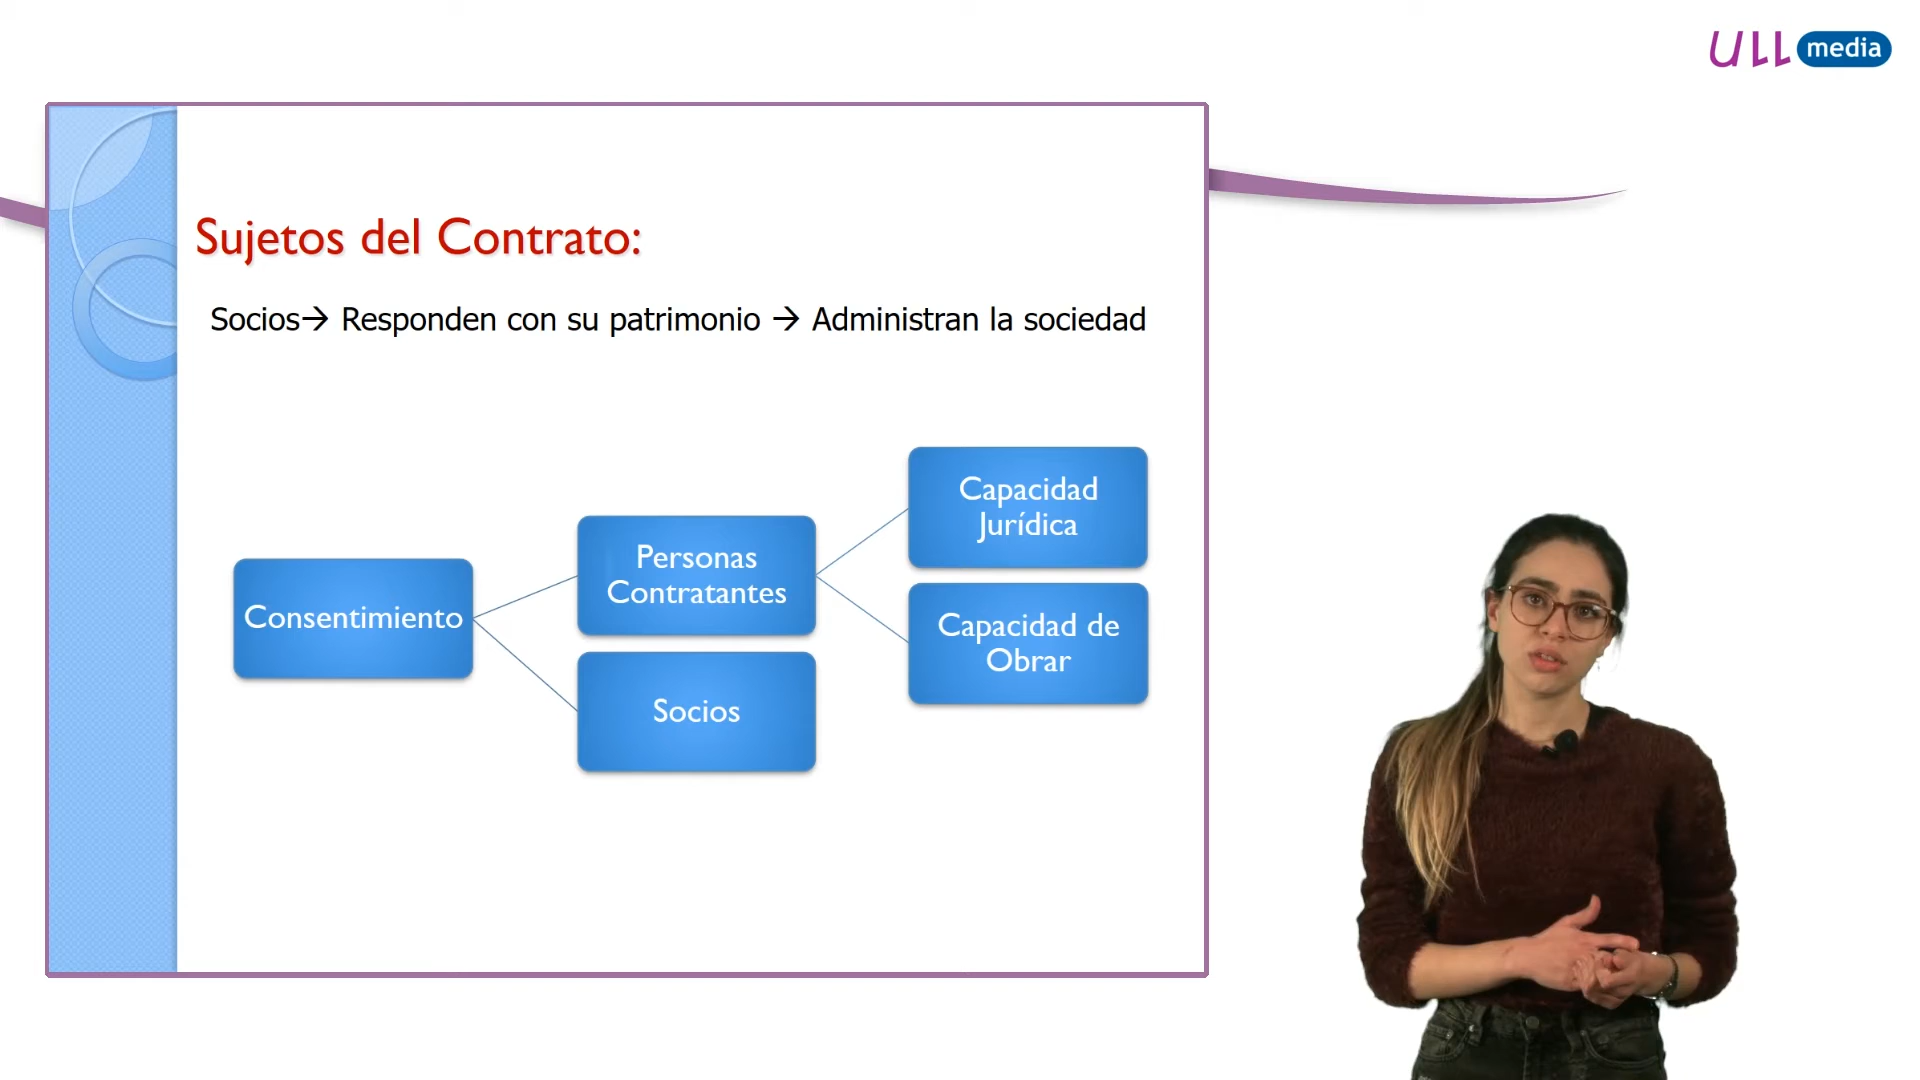 ULL media
Sujetos del Contrato:
Socios→ Responden con su patrimonio → Administran la sociedad
Consentimiento
Personas
Contratantes
Socios
Capacidad
Jurídica
Capacidad de
Obrar